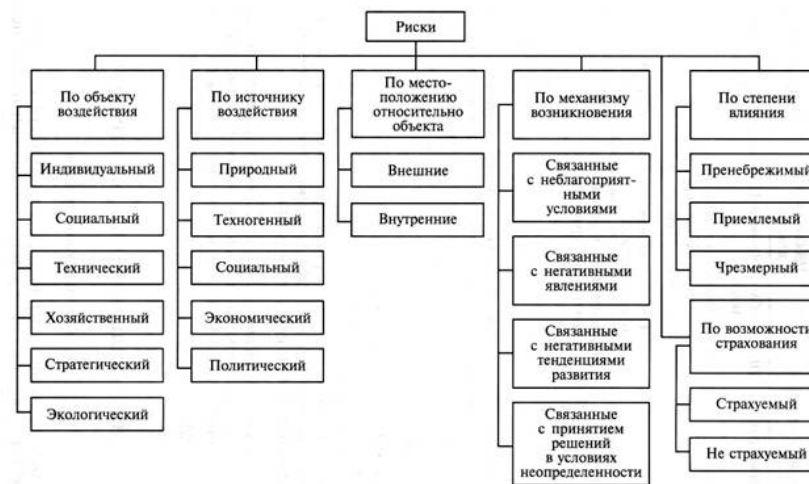 Риски
По объекту
воздействия
Индивидуальный
Социальный
Технический
Хозяйственный
Стратегический
Экологический
По источнику
воздействия
Природный
Техногенный
Социальный
Экономический
Политический
По место-
положению
относительно
объекта
Внешние
Внутренние
По механизму
возникновения
Связанные
с неблагоприят-
ными
условиями
Связанные
с негативными
явлениями
Связанные
с негативными
тенденциями
развития
Связанные
с принятием
решений
в условиях
неопределенности
По степени
влияния
Пренебрежимый
Приемлемый
Чрезмерный
По возможности
страхования
Страхуемый
Не страхуемый